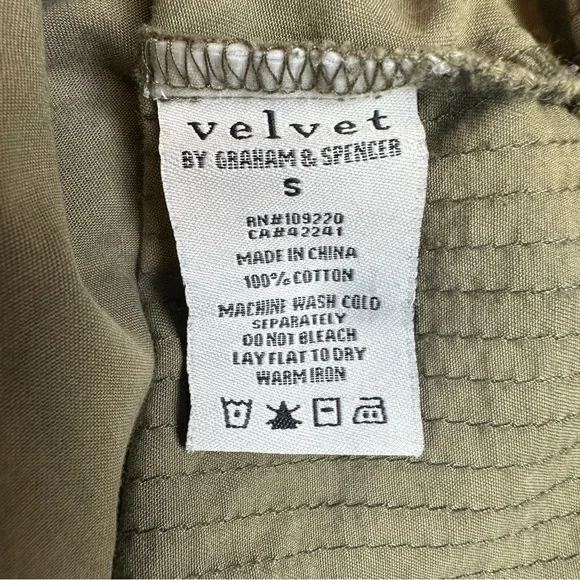 velvet
BY GRAHAM & SPENCER
S
RN#109220
CA#42241
MADE IN CHINA
100% COTTON
MACHINE WASH COLD
SEPARATELY
DO NOT BLEACH
LAY FLAT TO DRY
WARM IRON